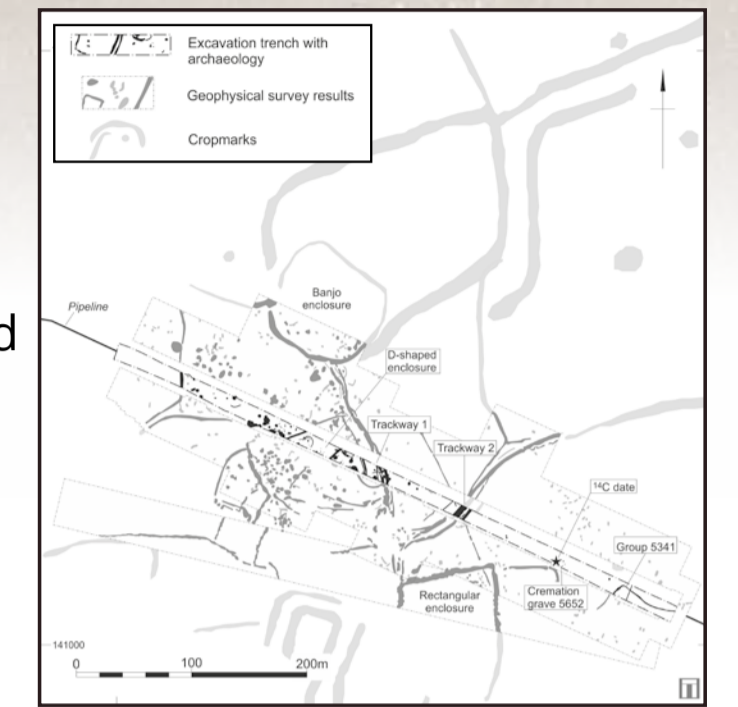 Excavation trench with
archaeology
Geophysical survey results
Cropmarks
d
Pipeline
Banjo
enclosure
D-shaped
enclosure
Trackway 1
Trackway 2
¹⁴C date
Group 5341
Cremation
grave 5652
Rectangular
enclosure
141000
0 100 200m